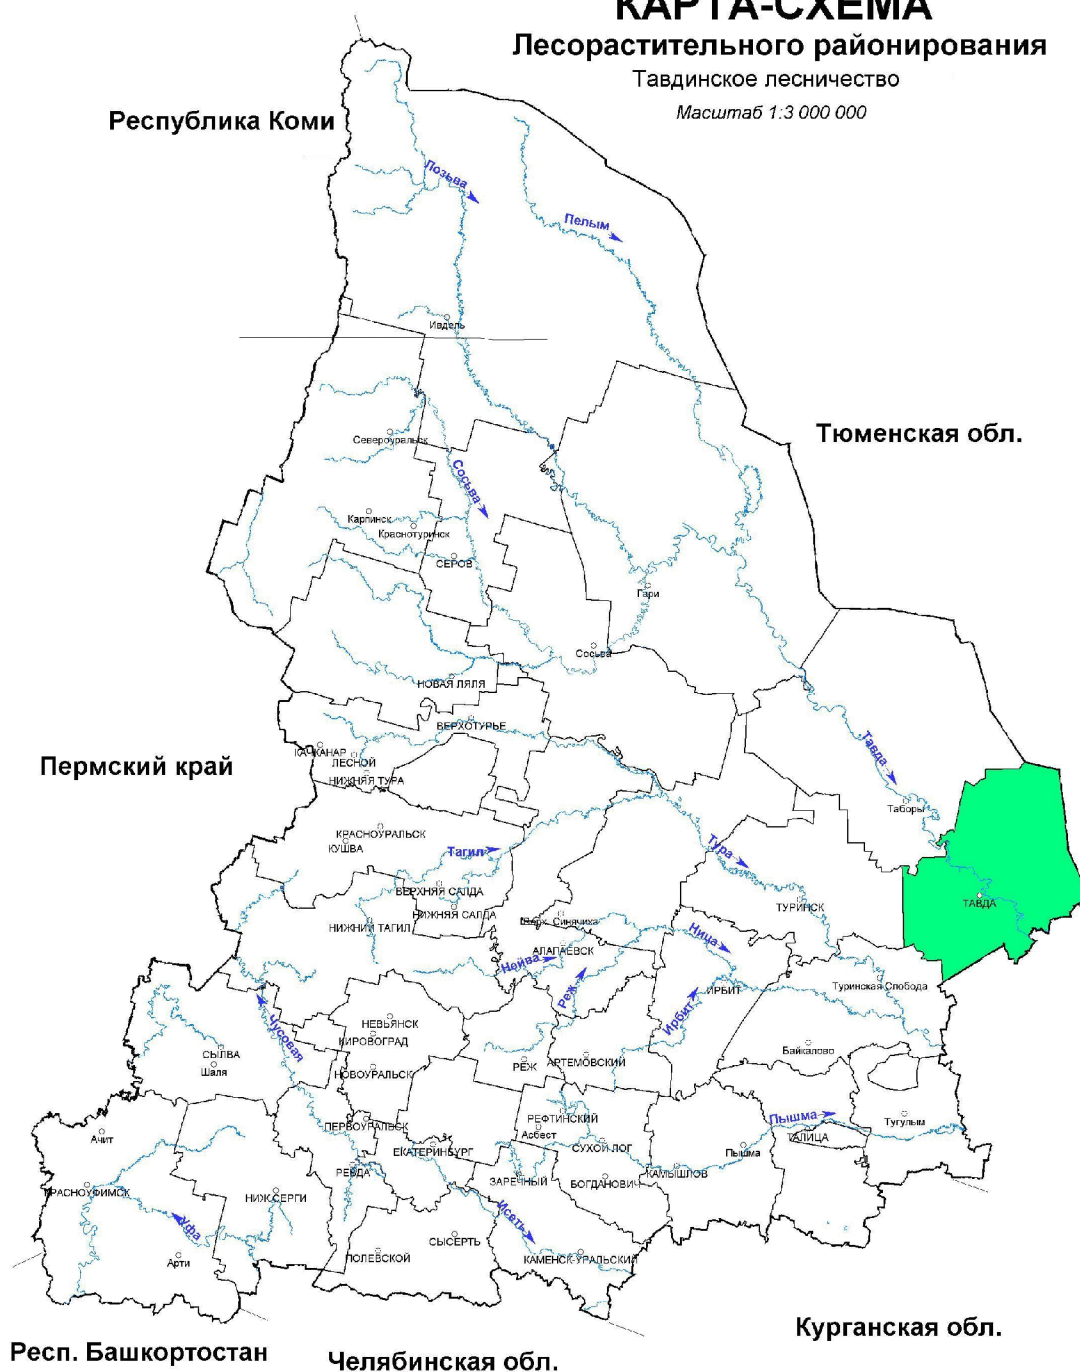 КАРТА-СХЕМА
Лесорастительного районирования
Тавдинское лесничество
Масштаб 1:3 000 000
Республика Коми
Лозьва
Пелым
Ивдель
Тюменская обл.
Североуральск
Сосьва
Карпинск
Краснотуринск
СЕРОВ
Гари
Сосьва
НОВАЯ ЛЯЛЯ
ВЕРХОТУРЬЕ
КАЧКАНАР
ЛЕСНОЙ
НИЖНЯЯ ТУРА
Пермский край
Тавда
Таборы
КРАСНОУРАЛЬСК
КУШВА
Тагил
Тура
ВЕРХНЯЯ САЛДА
НИЖНЯЯ САЛДА
ТУРИНСК
ТАВДА
НИЖНИЙ ТАГИЛ
Верх. Синячиха
Ница
АЛАПАЕВСК
Нейва
Реж
Ирбит
ИРБИТ
Туринская Слобода
Чусовая
НЕВЬЯНСК
КИРОВОГРАД
Байкалово
СЫЛВА
Шаля
НОВОУРАЛЬСК
РЕЖ
АРТЕМОВСКИЙ
Ачит
ПЕРВОУРАЛЬСК
РЕФТИНСКИЙ
Асбест
Пышма
Тугулым
ЕКАТЕРИНБУРГ
СУХОЙ ЛОГ
Пышма
ТАЛИЦА
РЕВДА
ЗАРЕЧНЫЙ
БОГДАНОВИЧ
КАМЫШЛОВ
КРАСНОУФИМСК
НИЖ.СЕРГИ
Уфа
Исеть
СЫСЕРТЬ
Арти
ПОЛЕВСКОЙ
КАМЕНСК-УРАЛЬСКИЙ
Курганская обл.
Респ. Башкортостан
Челябинская обл.